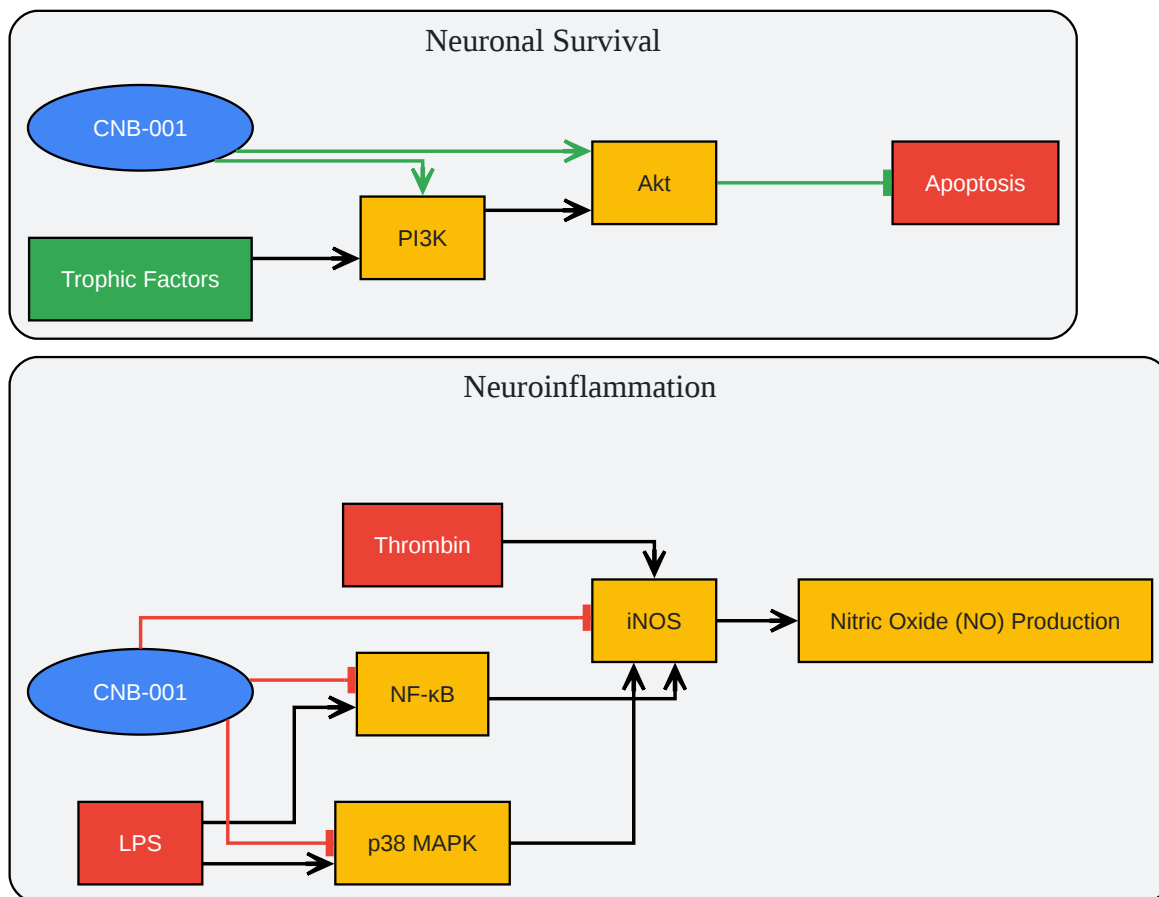 Neuronal Survival
CNB-001
Akt
Apoptosis
PI3K
Trophic Factors
Neuroinflammation
Thrombin
iNOS
Nitric Oxide (NO) Production
CNB-001
NF-κB
LPS
p38 MAPK